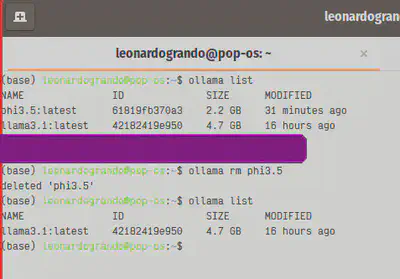 leonardogrando
leonardogrando@pop-os: ~
×
(base) leonardogrando@pop-os:~$ ollama list
NAME ID SIZE MODIFIED
phi3.5:latest 61819fb370a3 2.2 GB 31 minutes ago
llama3.1:latest 42182419e950 4.7 GB 16 hours ago
(base) leonardogrando@pop-os:~$ ollama rm phi3.5
deleted 'phi3.5'
(base) leonardogrando@pop-os:~$ ollama list
NAME ID SIZE MODIFIED
llama3.1:latest 42182419e950 4.7 GB 16 hours ago
(base) leonardogrando@pop-os:~$